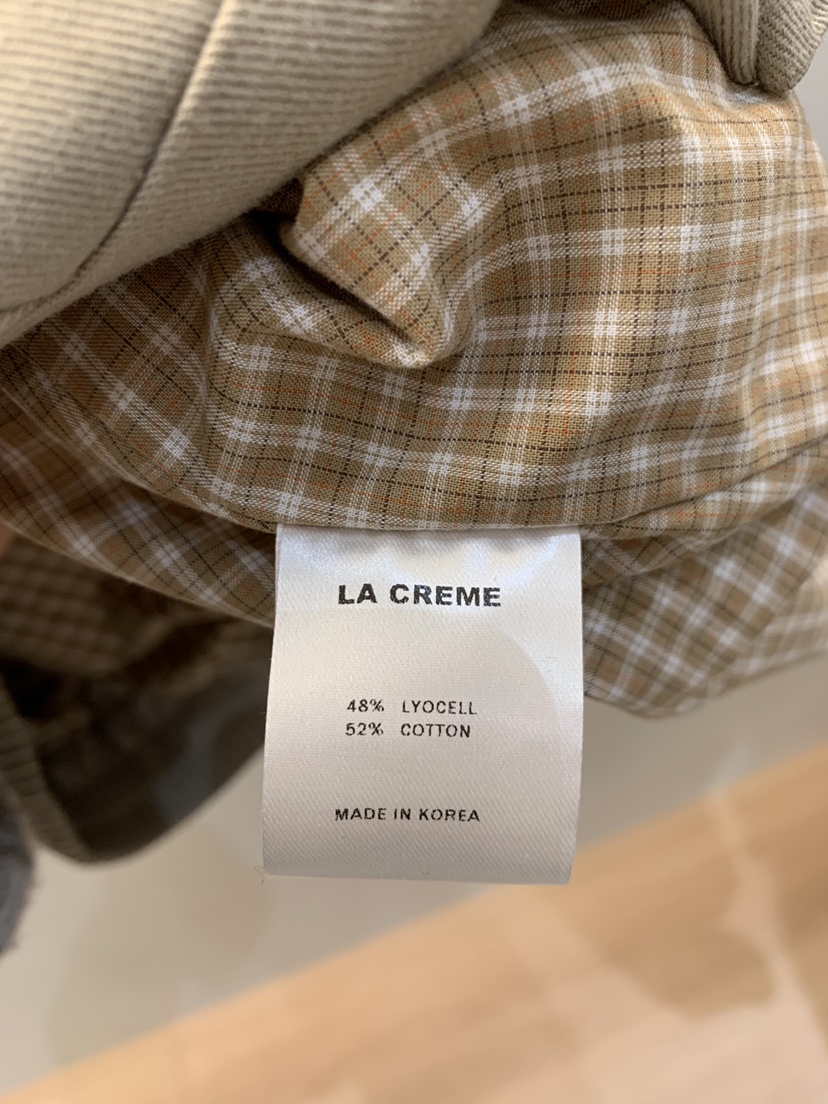 LA CREME
48% LYOCELL
52% COTTON
MADE IN KOREA